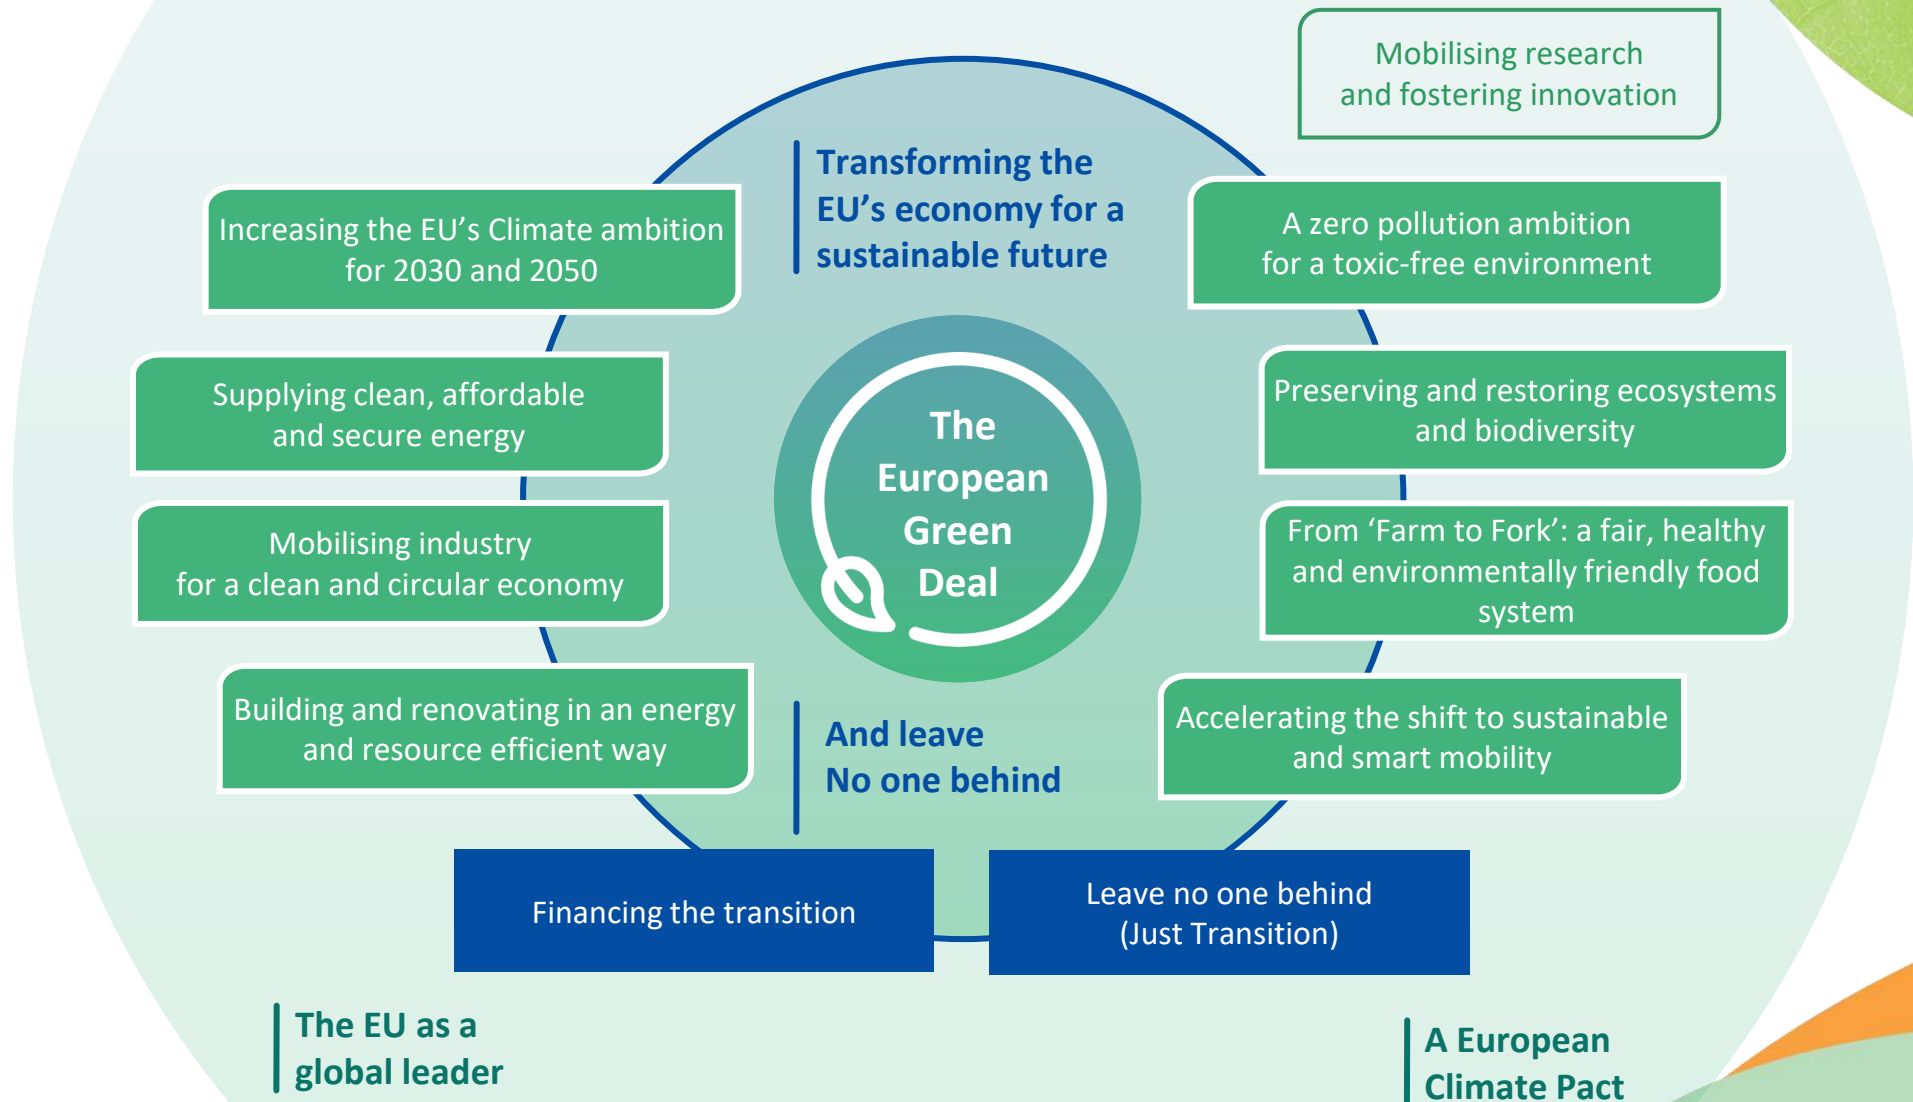 Mobilising research
and fostering innovation
Transforming the
EU’s economy for a
sustainable future
Increasing the EU’s Climate ambition
for 2030 and 2050
A zero pollution ambition
for a toxic-free environment
Supplying clean, affordable
and secure energy
Preserving and restoring ecosystems
and biodiversity
The
European
Green
Deal
Mobilising industry
for a clean and circular economy
From ‘Farm to Fork’: a fair, healthy
and environmentally friendly food
system
Building and renovating in an energy
and resource efficient way
Accelerating the shift to sustainable
and smart mobility
And leave
No one behind
Financing the transition
Leave no one behind
(Just Transition)
The EU as a
global leader
A European
Climate Pact